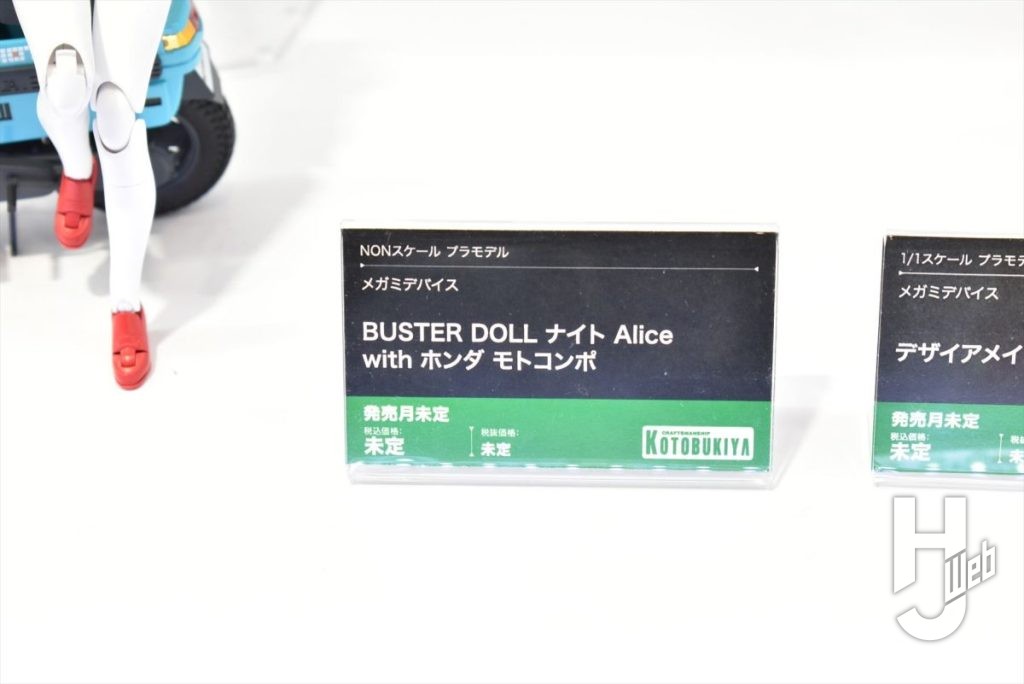 NONスケール プラモデル
メガミデバイス
BUSTER DOLL ナイト Alice
with ホンダ モトコンポ
発売月未定
税込価格:
未定
税抜価格:
未定
CRAFTSMANSHIP
KOTOBUKIYA
1/1スケール プラモデ
メガミデバイス
デザイアメイ
発売月未定
税込価格:
未定
HJ Web